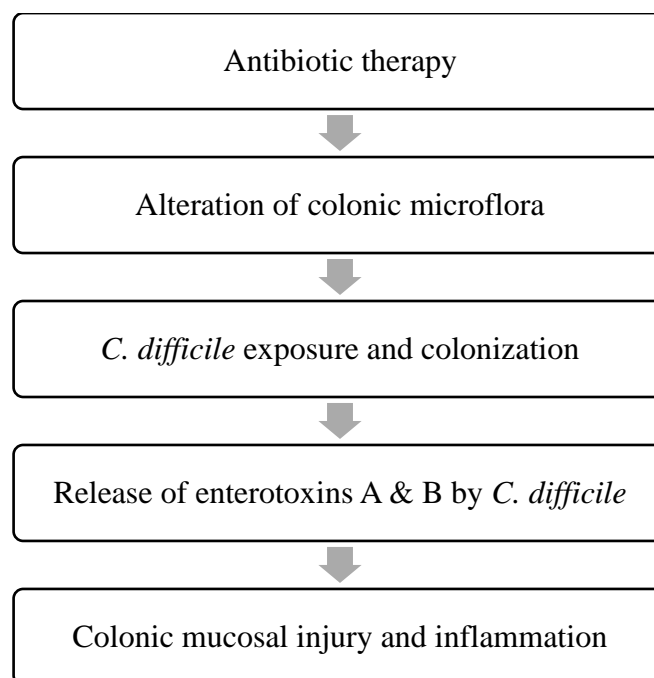 Antibiotic therapy
Alteration of colonic microflora
C. difficile exposure and colonization
Release of enterotoxins A & B by C. difficile
Colonic mucosal injury and inflammation